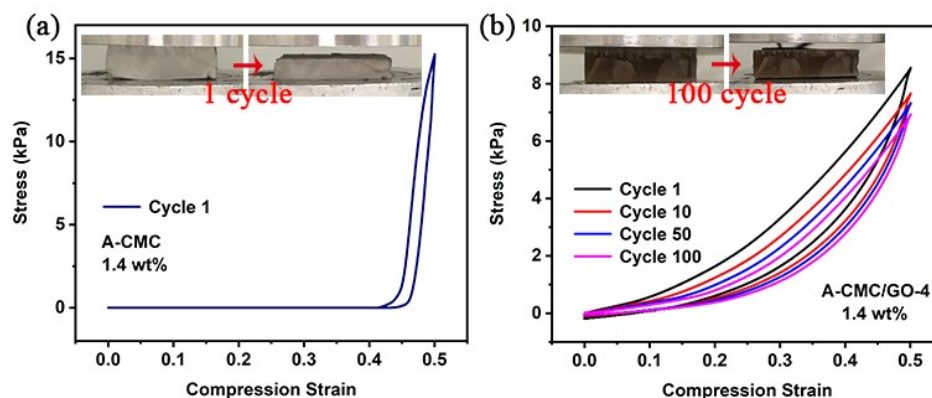 (a)
1 cycle
Stress (kPa)
15
10
5
0
Cycle 1
A-CMC
1.4 wt%
0.0 0.1 0.2 0.3 0.4 0.5
Compression Strain
(b)
100 cycle
Stress (kPa)
10
8
6
4
2
0
Cycle 1
Cycle 10
Cycle 50
Cycle 100
A-CMC/GO-4
1.4 wt%
0.0 0.1 0.2 0.3 0.4 0.5
Compression Strain